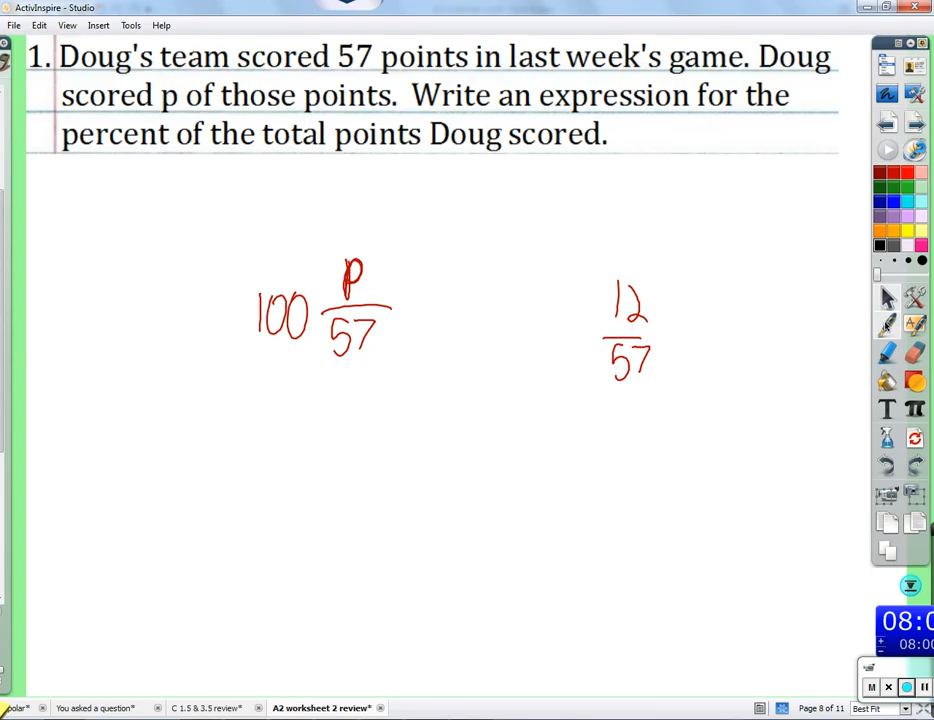 ActivInspire - Studio
File Edit View Insert Tools Help
1. Doug's team scored 57 points in last week's game. Doug
scored p of those points. Write an expression for the
percent of the total points Doug scored.
100 p/57
12/57
08:0
08:00
M
polar* You asked a question* C 1.5 & 3.5 review* A2 worksheet 2 review* Page 8 of 11 Best Fit